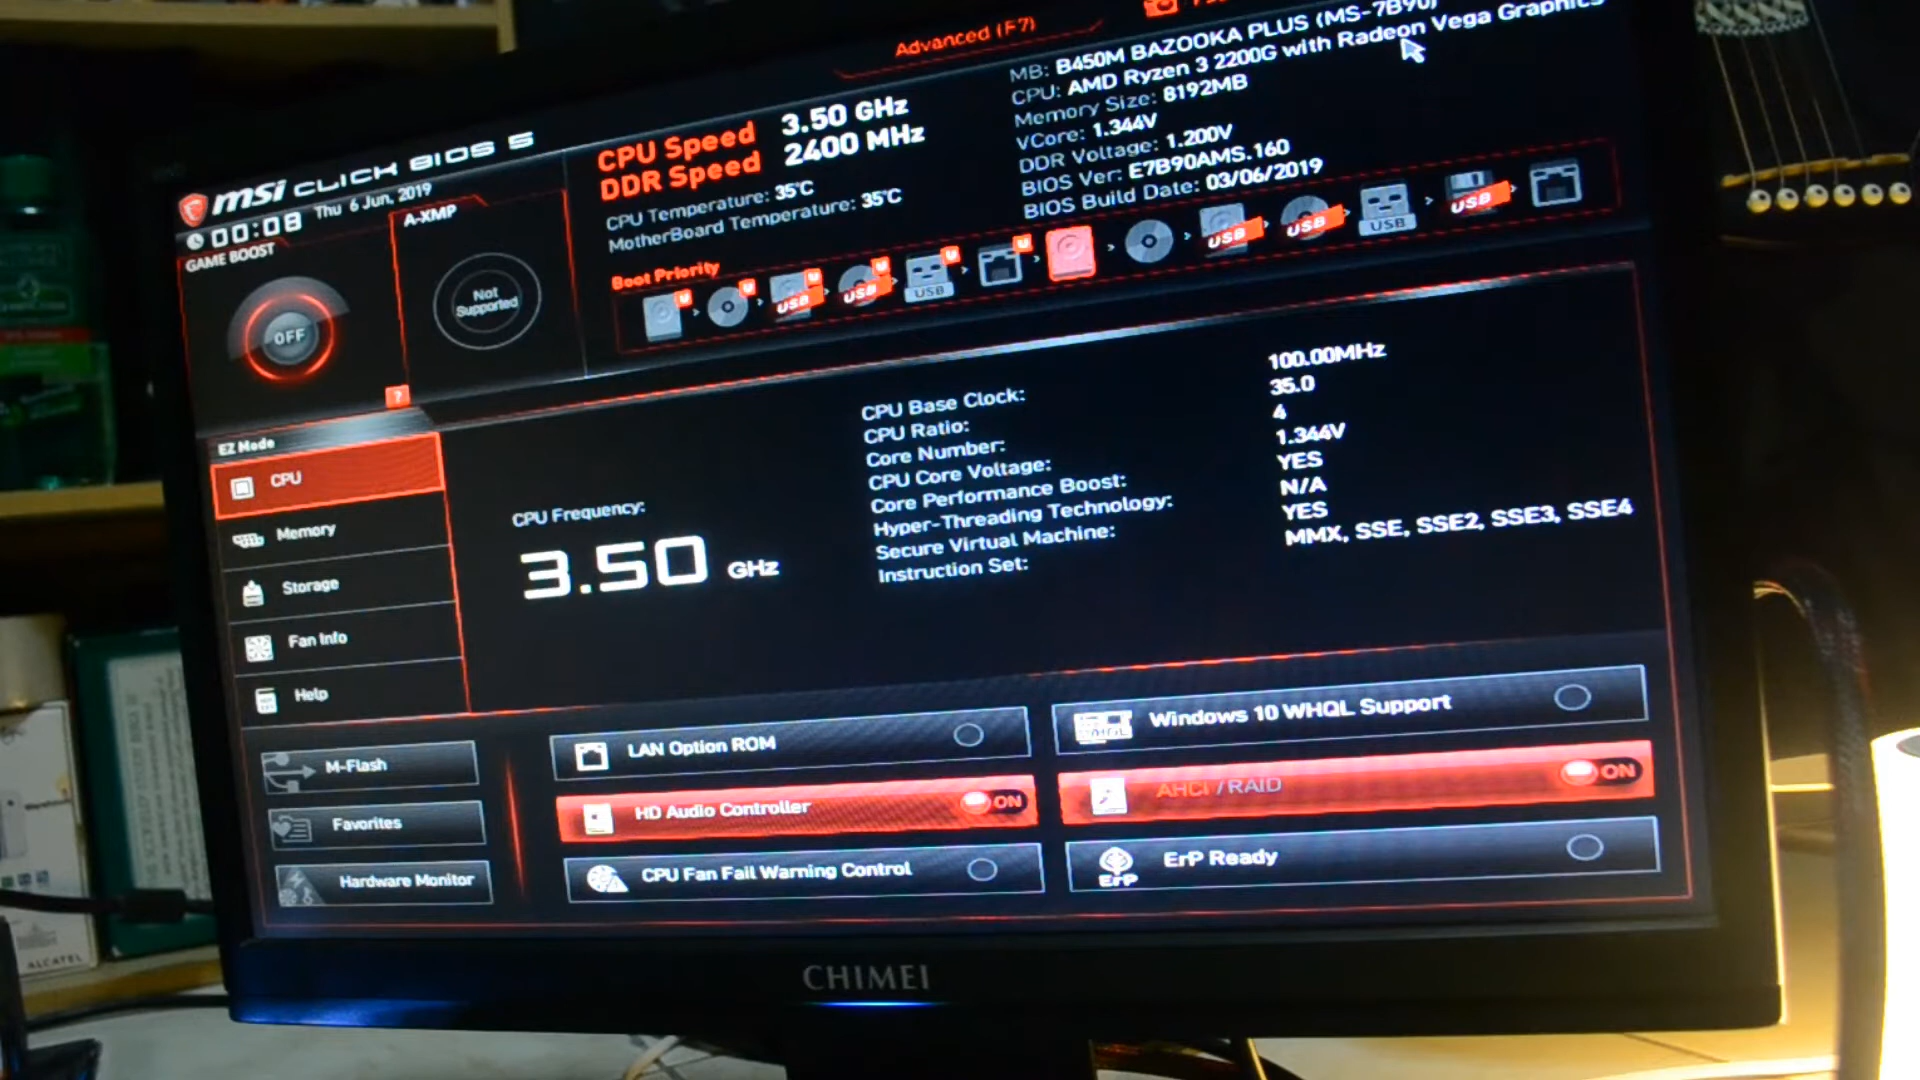 Advanced (F7)
msi CLICK BIOS 5
00:08 Thu 6 Jun, 2019
GAME BOOST
OFF
A-XMP
Not
Supported
CPU Speed 3.50 GHz
DDR Speed 2400 MHz
CPU Temperature: 35°C
MotherBoard Temperature: 35°C
MB: B450M BAZOOKA PLUS (MS-7B90)
CPU: AMD Ryzen 3 2200G with Radeon Vega Graphics
Memory Size: 8192MB
VCore: 1.344V
DDR Voltage: 1.200V
BIOS Ver: E7B90AMS.160
BIOS Build Date: 03/06/2019
Boot Priority
U U USB U USB U USB U U USB USB USB USB
?
EZ Mode
CPU
Memory
Storage
Fan Info
Help
CPU Frequency:
3.50 GHz
CPU Base Clock: 100.00MHz
CPU Ratio: 35.0
Core Number: 4
CPU Core Voltage: 1.344V
Core Performance Boost: YES
Hyper-Threading Technology: N/A
Secure Virtual Machine: YES
Instruction Set: MMX, SSE, SSE2, SSE3, SSE4
M-Flash
Favorites
Hardware Monitor
LAN Option ROM
HD Audio Controller ON
CPU Fan Fail Warning Control
WHQL Windows 10 WHQL Support
AHCI /RAID ON
ErP ErP Ready
CHIMEI
ALCATEL